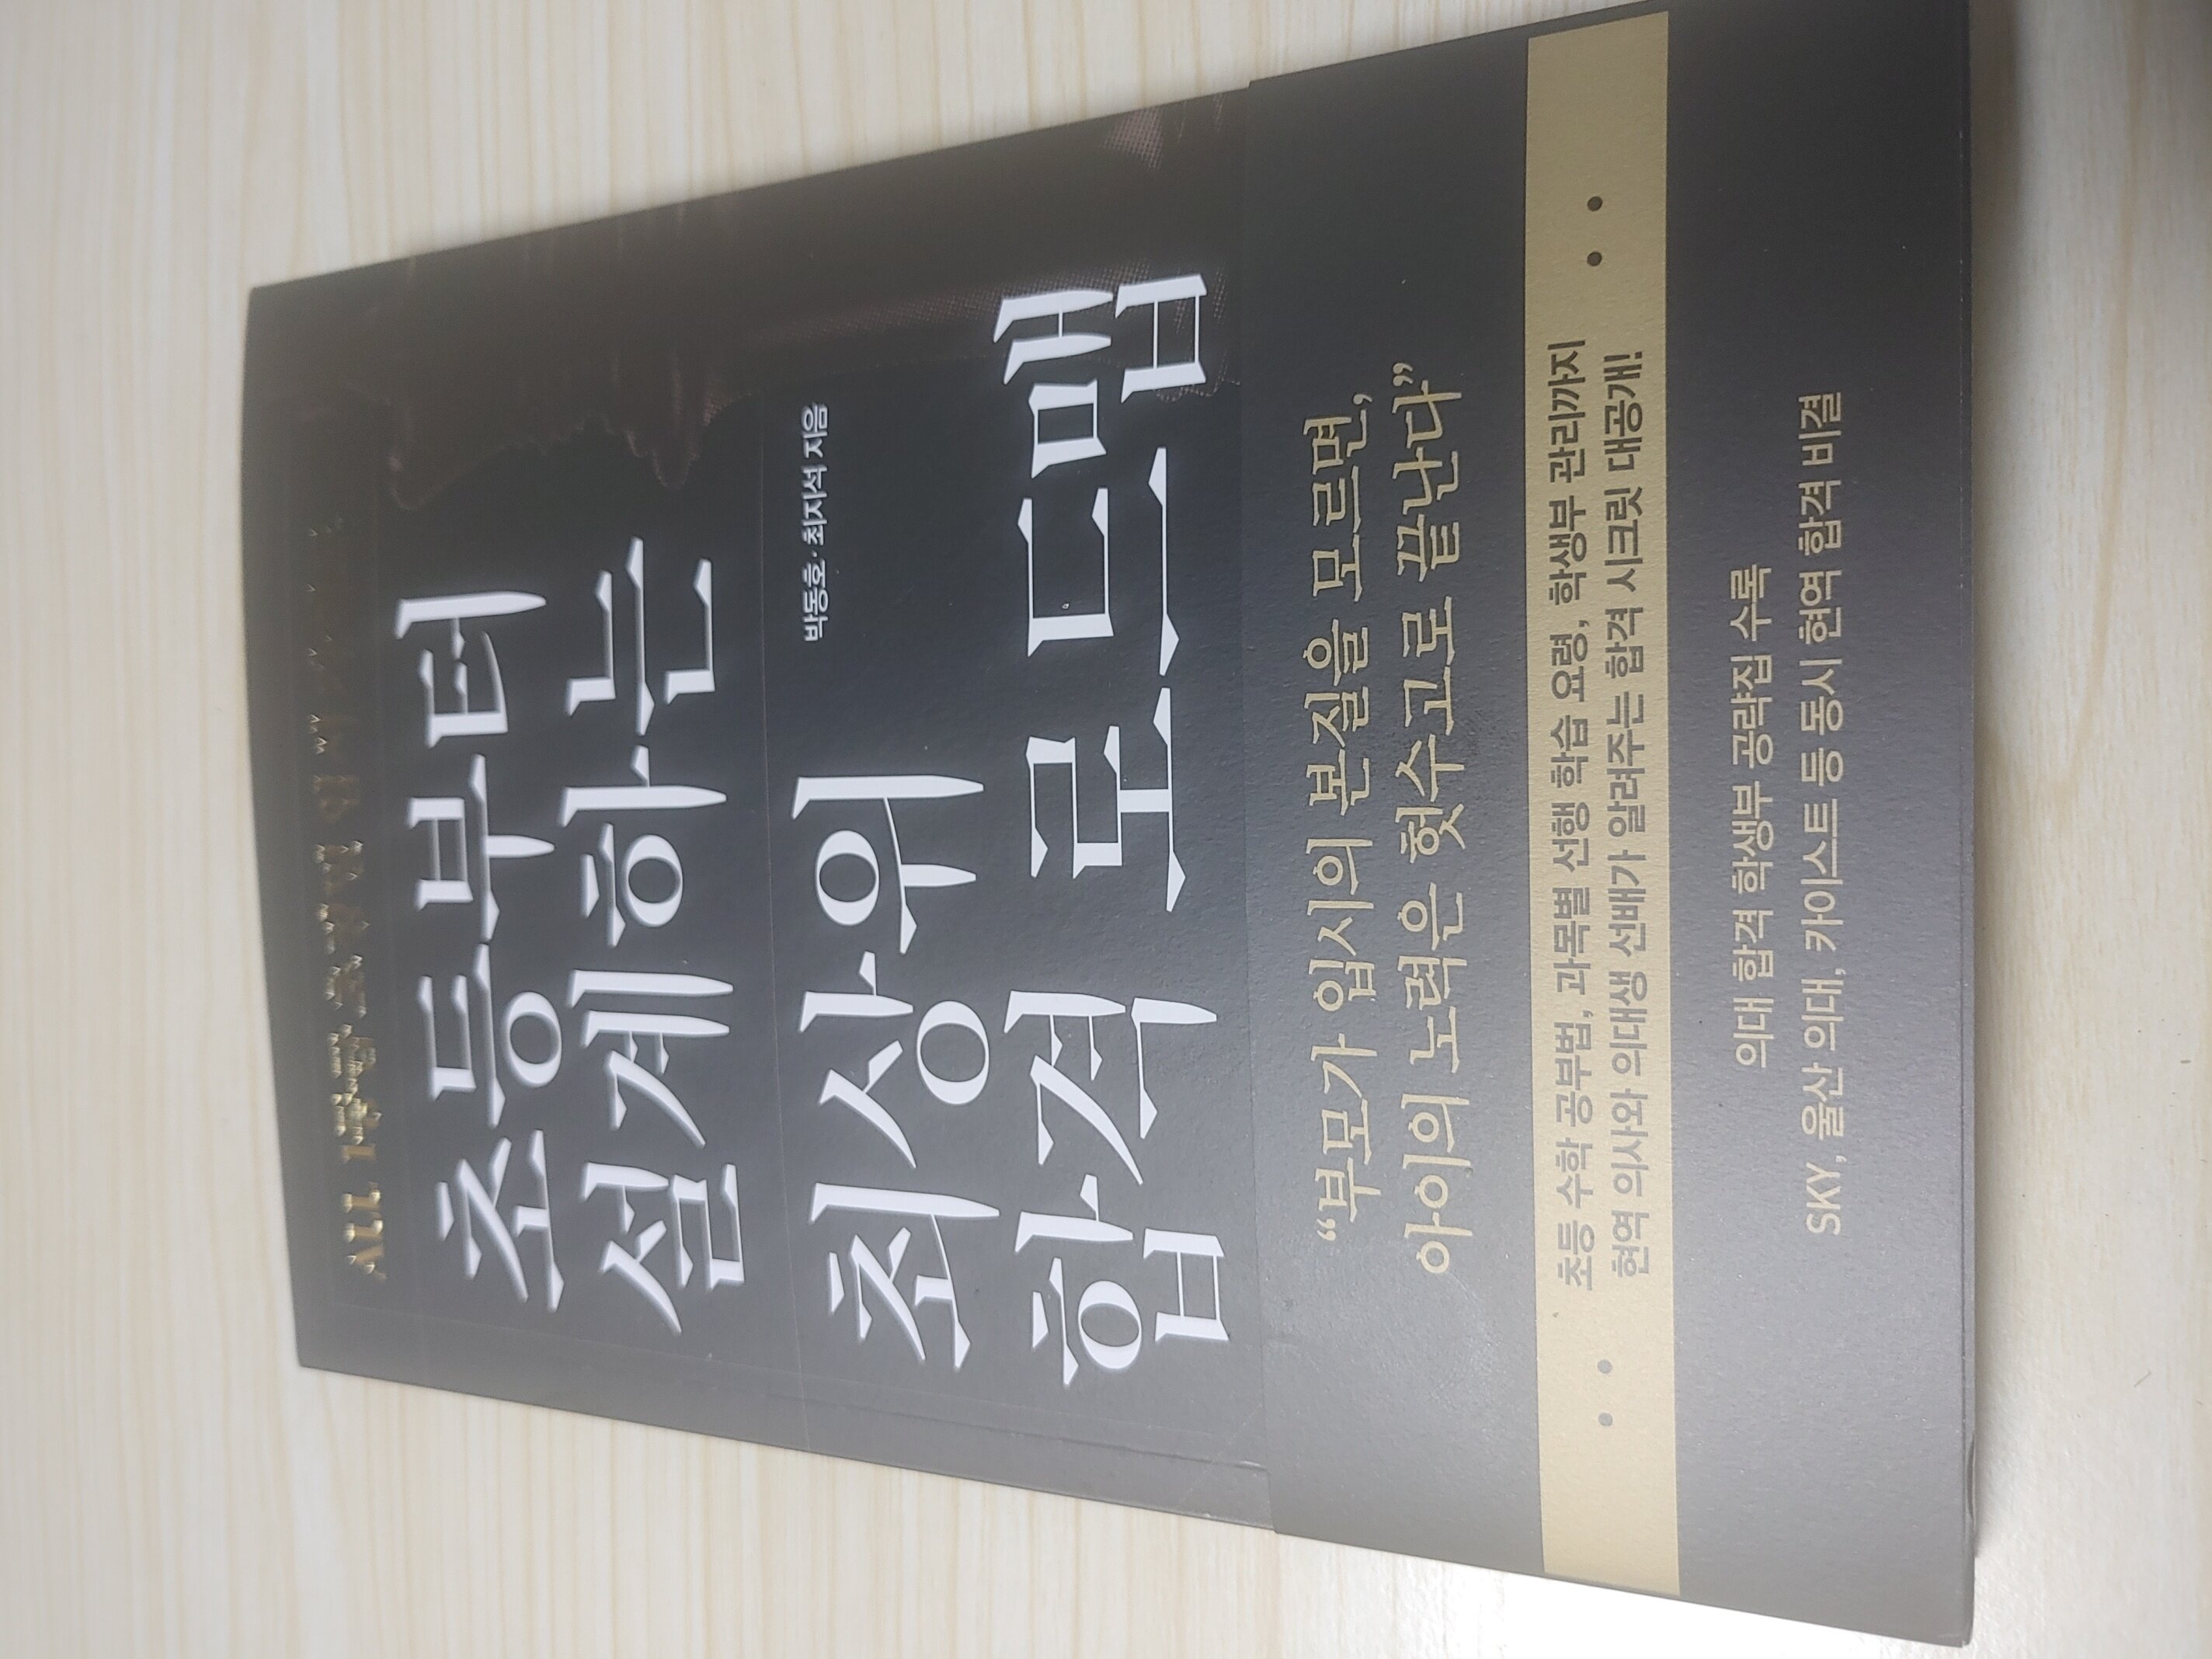 ALL 1등급
초등부터
설계하는
최상위
박동호·최지석 지음
합격 로드맵
“부모가 입시의 본질을 모르면,
아이의 노력은 헛수고로 끝난다”
초등 수학 공부법, 과목별 선행 학습 요령, 학생부 관리까지
현역 의사와 의대생 선배가 알려주는 합격 시크릿 대공개!
의대 합격 학생부 공략집 수록
SKY, 울산 의대, 카이스트 등 동시 현역 합격 비결